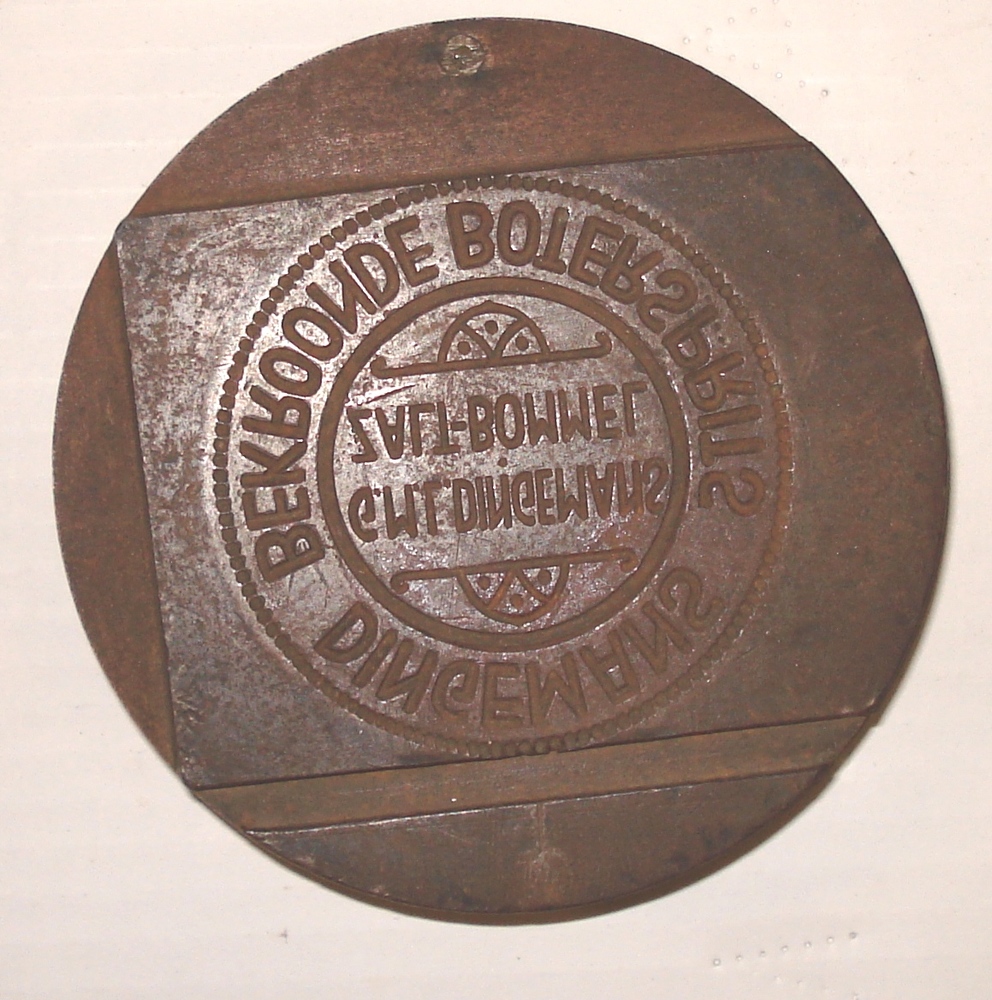 DINGEMANS
G.M.L. DINGEMANS
ZALT-BOMMEL
BEKROONDE BOTERSPRITS